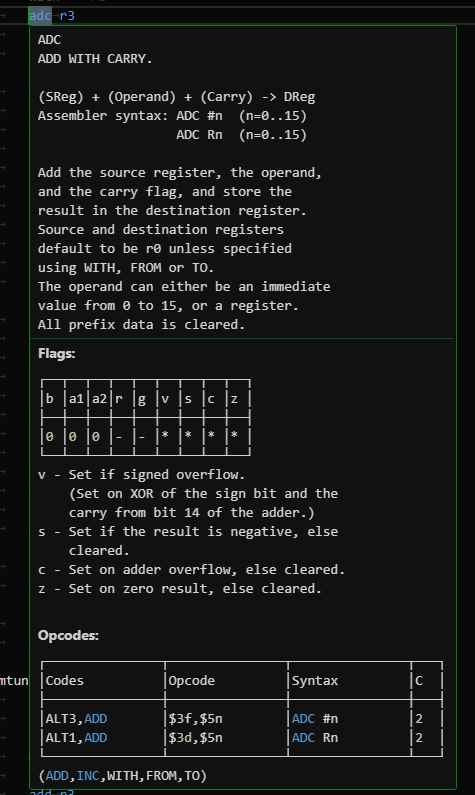 adc r3
ADC
ADD WITH CARRY.
(SReg) + (Operand) + (Carry) -> DReg
Assembler syntax: ADC #n (n=0..15)
ADC Rn (n=0..15)
Add the source register, the operand,
and the carry flag, and store the
result in the destination register.
Source and destination registers
default to be r0 unless specified
using WITH, FROM or TO.
The operand can either be an immediate
value from 0 to 15, or a register.
All prefix data is cleared.
Flags:
|b |a1|a2|r |g |v |s |c |z |
|0 |0 |0 |- |- |* |* |* |* |
v - Set if signed overflow.
(Set on XOR of the sign bit and the
carry from bit 14 of the adder.)
s - Set if the result is negative, else
cleared.
c - Set on adder overflow, else cleared.
z - Set on zero result, else cleared.
Opcodes:
mtun
|Codes |Opcode |Syntax |C |
|ALT3,ADD |$3f,$5n |ADC #n |2 |
|ALT1,ADD |$3d,$5n |ADC Rn |2 |
(ADD,INC,WITH,FROM,TO)
add r3